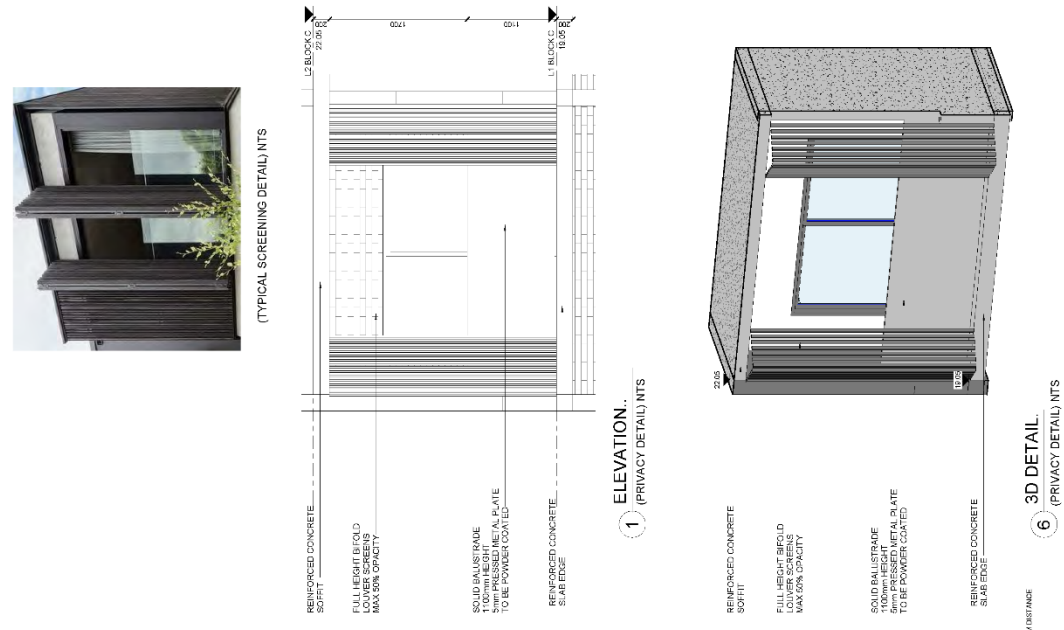 (TYPICAL SCREENING DETAIL) NTS
REINFORCED CONCRETE
SOFFIT
FULL HEIGHT BIFOLD
LOUVER SCREENS
MAX 50% OPACITY
SOLID BALUSTRADE
1100mm HEIGHT
5mm PRESSED METAL PLATE
TO BE POWDER COATED
REINFORCED CONCRETE
SLAB EDGE
L2 BLOCK C
22.05
200
1700
1100
L1 BLOCK C
19.05
200
1 ELEVATION..
(PRIVACY DETAIL) NTS
REINFORCED CONCRETE
SOFFIT
FULL HEIGHT BIFOLD
LOUVER SCREENS
MAX 50% OPACITY
SOLID BALUSTRADE
1100mm HEIGHT
5mm PRESSED METAL PLATE
TO BE POWDER COATED
REINFORCED CONCRETE
SLAB EDGE
22.05
19.05
6 3D DETAIL.
(PRIVACY DETAIL) NTS
DISTANCE